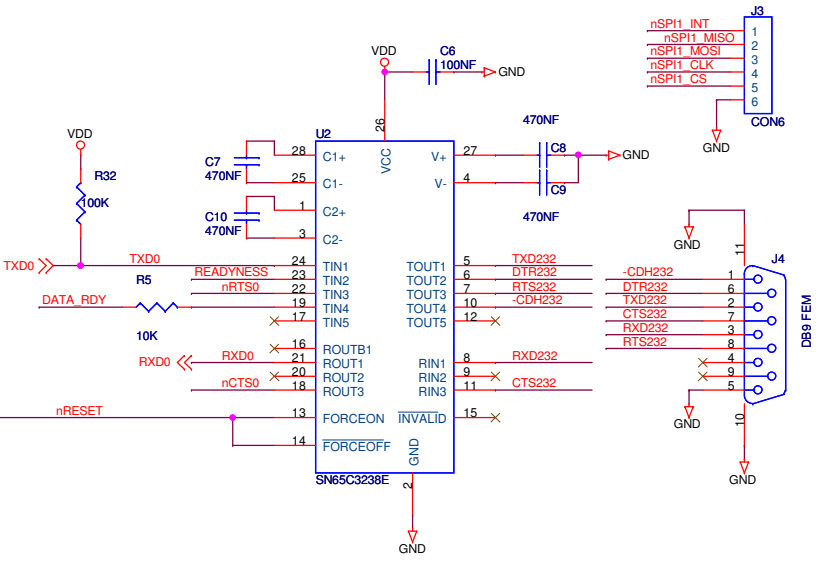 J3
nSPI1_INT
1
nSPI1_MISO
2
nSPI1_MOSI
3
nSPI1_CLK
4
nSPI1_CS
5
6
CON6
GND
VDD
C6
100NF
GND
26
VCC
U2
VDD
R32
100K
C7
470NF
28
C1+
25
C1-
C10
470NF
1
C2+
3
C2-
470NF
27
V+
C8
GND
4
V-
C9
470NF
TXD0
TXD0
24
TIN1
READYNESS
23
TIN2
R5
nRTS0
22
TIN3
DATA_RDY
19
TIN4
10K
17
TIN5
16
ROUTB1
RXD0
RXD0
21
ROUT1
20
ROUT2
nCTS0
18
ROUT3
nRESET
13
FORCEON
14
FORCEOFF
TOUT1
5
TXD232
TOUT2
6
DTR232
TOUT3
7
RTS232
TOUT4
10
-CDH232
TOUT5
12
RIN1
8
RXD232
RIN2
9
RIN3
11
CTS232
INVALID
15
GND
SN65C3238E
2
GND
GND
11
J4
-CDH232
1
DTR232
6
TXD232
2
CTS232
7
RXD232
3
RTS232
8
4
9
5
DB9 FEM
GND
10
GND